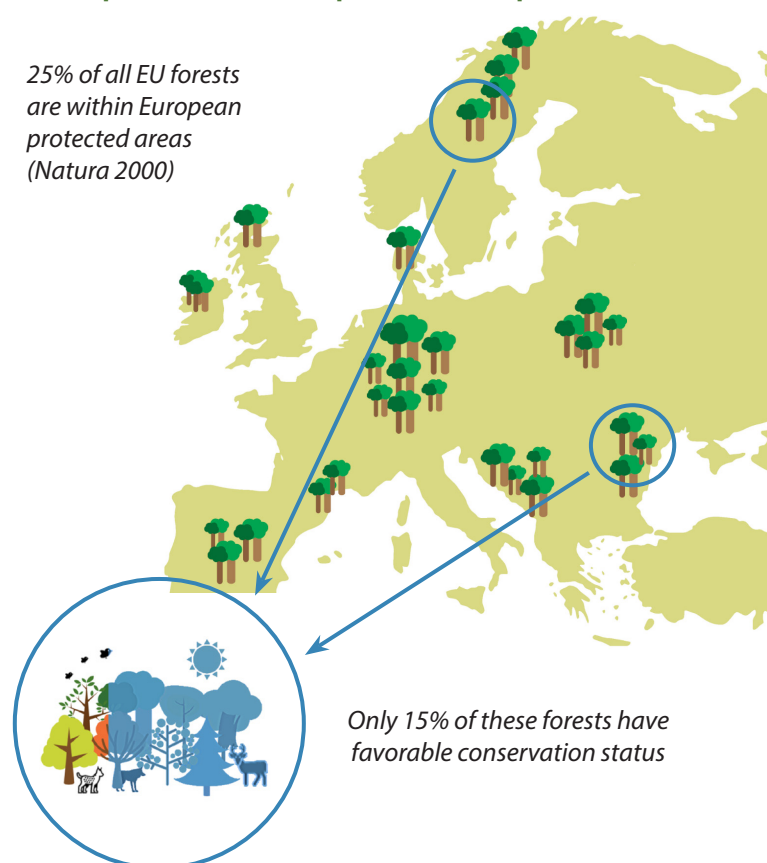 25% of all EU forests
are within European
protected areas
(Natura 2000)
Only 15% of these forests have
favorable conservation status